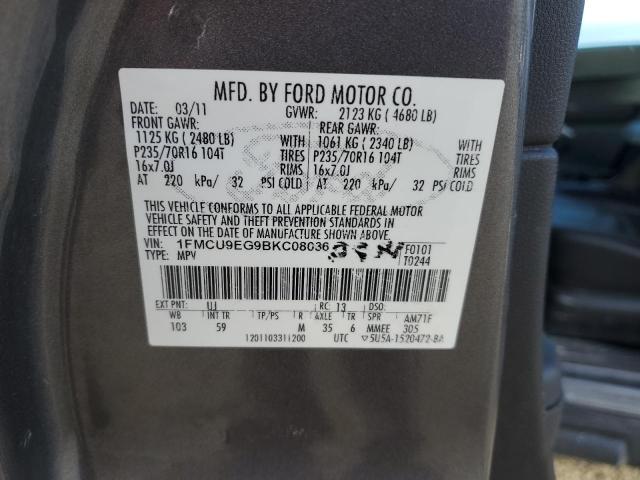 MFD. BY FORD MOTOR CO.
DATE: 03/11 GVWR: 2123 KG ( 4680 LB)
FRONT GAWR: REAR GAWR:
1125 KG ( 2480 LB) WITH 1061 KG ( 2340 LB) WITH
P235/70R16 104T TIRES P235/70R16 104T TIRES
16x7.0J RIMS 16x7.0J RIMS
AT 220 kPa/ 32 PSI COLD AT 220 kPa/ 32 PSI COLD
THIS VEHICLE CONFORMS TO ALL APPLICABLE FEDERAL MOTOR
VEHICLE SAFETY AND THEFT PREVENTION STANDARDS IN EFFECT ON THE
DATE OF MANUFACTURE SHOWN ABOVE.
VIN: 1FMCU9EG9BKC08036 F0101
TYPE: MPV T0244
EXT PNT: UJ RC: 13 DSO:
WB INT TR TP/PS R AXLE TR SPR AM71F
103 59 M 35 6 MMEE 305
1201103311200 UTC 5U5A-1520472-BA